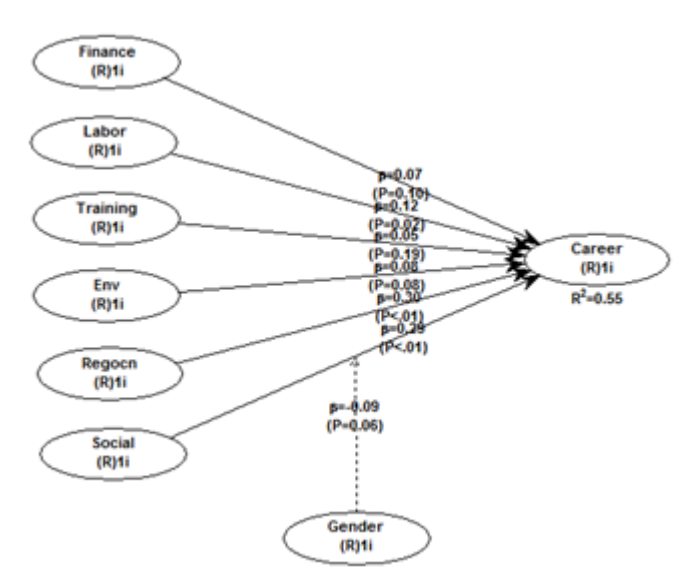 Finance
(R)1i
Labor
(R)1i
Training
(R)1i
Env
(R)1i
Regocn
(R)1i
Social
(R)1i
β=0.07
(P=0.10)
β=0.12
(P=0.02)
β=0.05
(P=0.19)
β=0.08
(P=0.08)
β=0.30
(P<.01)
β=0.29
(P<.01)
Career
(R)1i
R²=0.55
β=-0.09
(P=0.06)
Gender
(R)1i